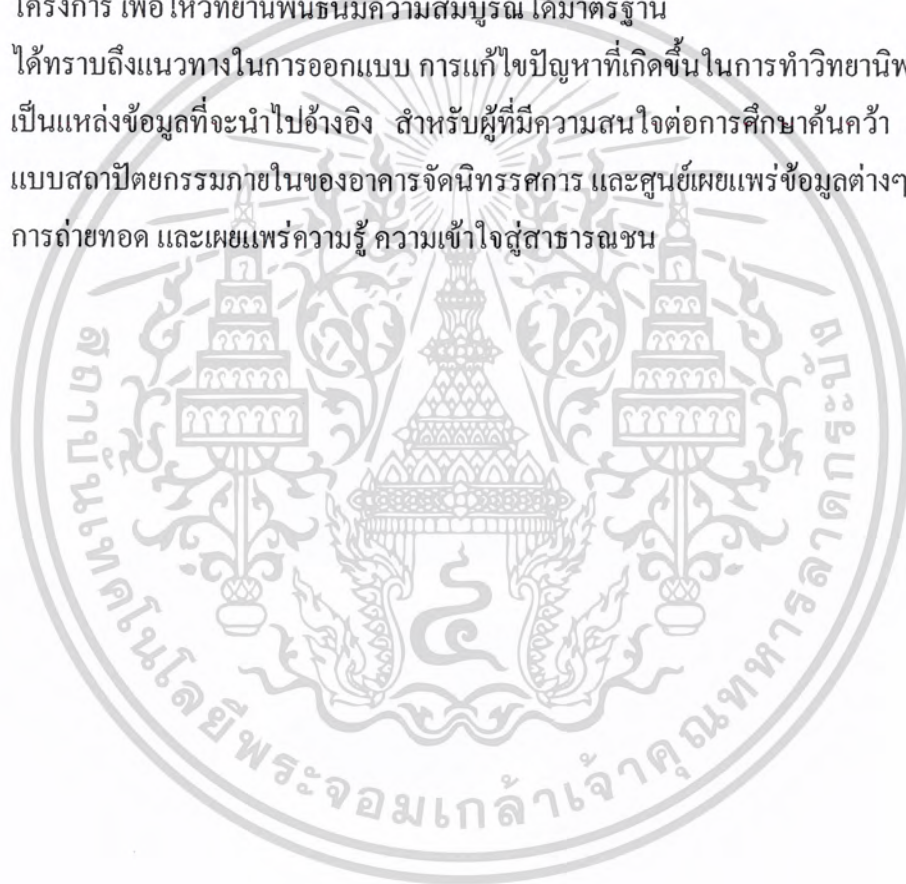 โครงการ เพื่อให้วิทยานิพนธ์นี้มีความสมบูรณ์ ได้มาตรฐาน
ได้ทราบถึงแนวทางในการออกแบบ การแก้ไขปัญหาที่เกิดขึ้นในการทำวิทยานิพ
เป็นแหล่งข้อมูลที่จะนำไปอ้างอิง สำหรับผู้ที่มีความสนใจต่อการศึกษาค้นคว้า
แบบสถาปัตยกรรมภายในของอาคารจัดนิทรรศการ และศูนย์เผยแพร่ข้อมูลต่างๆ
การถ่ายทอด และเผยแพร่ความรู้ ความเข้าใจสู่สาธารณชน
๔
สถาบันเทคโนโลยีพระจอมเกล้าเจ้าคุณทหารลาดกระบัง